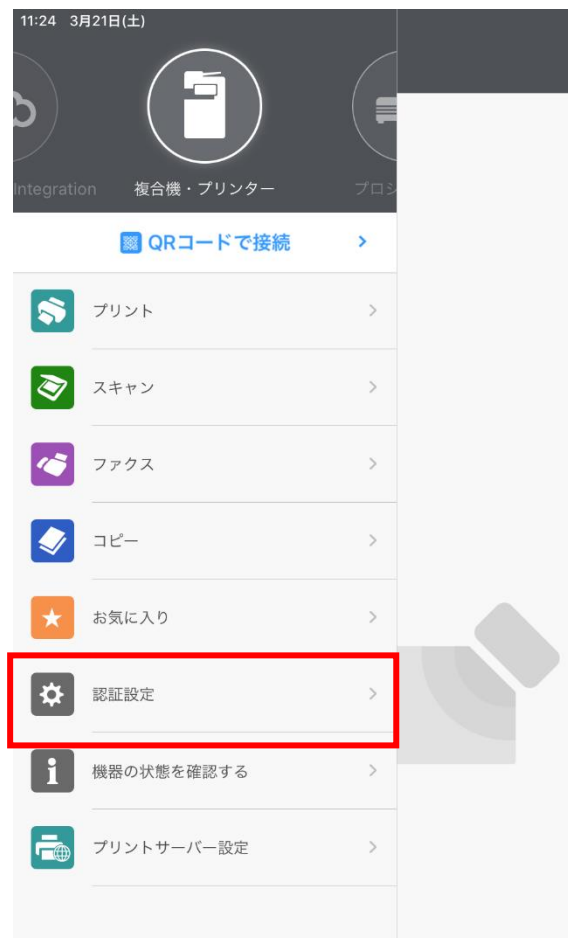 11:24 3月21日(土)
Integration
複合機・プリンター
プロジ
QRコードで接続
プリント
スキャン
ファクス
コピー
お気に入り
認証設定
機器の状態を確認する
プリントサーバー設定